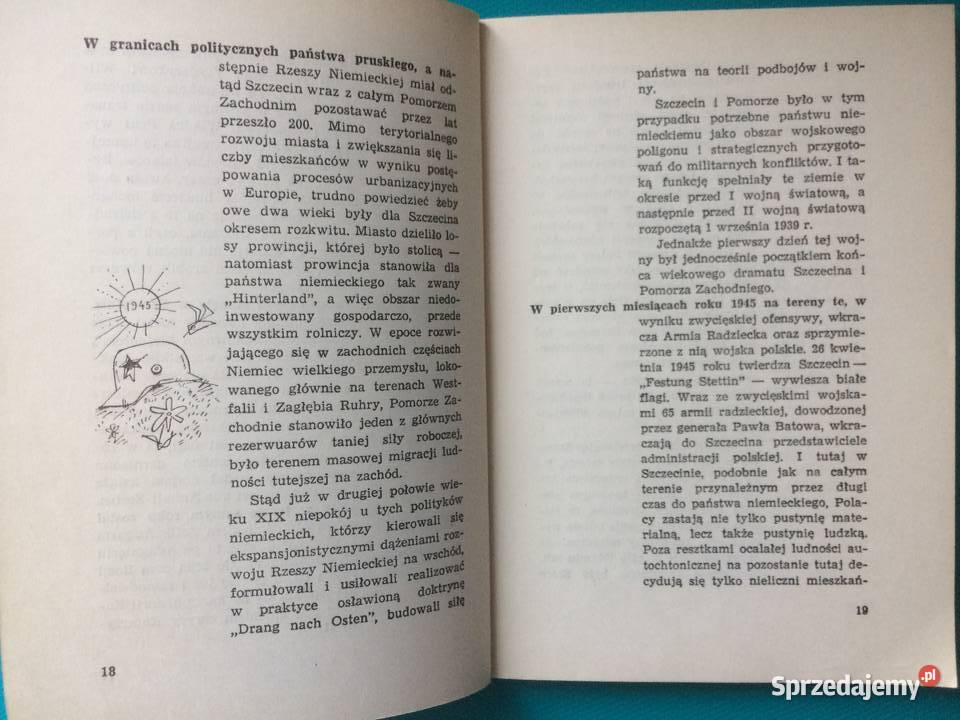 W granicach politycznych państwa pruskiego, a na-
stępnie Rzeszy Niemieckiej miał od-
tąd Szczecin wraz z całym Pomorzem
Zachodnim pozostawać przez lat
przeszło 200. Mimo terytorialnego
rozwoju miasta i zwiększania się li-
czby mieszkańców w wyniku postę-
powania procesów urbanizacyjnych
w Europie, trudno powiedzieć żeby
owe dwa wieki były dla Szczecina
okresem rozkwitu. Miasto dzieliło lo-
sy prowincji, której było stolicą —
natomiast prowincja stanowiła dla
państwa niemieckiego tak zwany
„Hinterland”, a więc obszar niedo-
inwestowany gospodarczo, przede
wszystkim rolniczy. W epoce rozwi-
jającego się w zachodnich częściach
Niemiec wielkiego przemysłu, loko-
wanego głównie na terenach West-
falii i Zagłębia Ruhry, Pomorze Za-
chodnie stanowiło jeden z głównych
rezerwuarów taniej siły roboczej,
było terenem masowej migracji lud-
ności tutejszej na zachód.
Stąd już w drugiej połowie wie-
ku XIX niepokój u tych polityków
niemieckich, którzy kierowali się
ekspansjonistycznymi dążeniami roz-
woju Rzeszy Niemieckiej na wschód,
formułowali i usiłowali realizować
w praktyce osławioną doktrynę
„Drang nach Osten”, budowali siłę
1945
18
państwa na teorii podbojów i woj-
ny.
Szczecin i Pomorze było w tym
przypadku potrzebne państwu nie-
mieckiemu jako obszar wojskowego
poligonu i strategicznych przygoto-
wań do militarnych konfliktów. I ta-
ką funkcję spełniały te ziemie w
okresie przed I wojną światową, a
następnie przed II wojną światową
rozpoczętą 1 września 1939 r.
Jednakże pierwszy dzień tej woj-
ny był jednocześnie początkiem koń-
ca wiekowego dramatu Szczecina i
Pomorza Zachodniego.
W pierwszych miesiącach roku 1945 na tereny te, w
wyniku zwycięskiej ofensywy, wkra-
cza Armia Radziecka oraz sprzymie-
rzone z nią wojska polskie. 26 kwie-
tnia 1945 roku twierdza Szczecin —
„Festung Stettin” — wywiesza białe
flagi. Wraz ze zwycięskimi wojska-
mi 65 armii radzieckiej, dowodzonej
przez generała Pawła Batowa, wkra-
czają do Szczecina przedstawiciele
administracji polskiej. I tutaj w
Szczecinie, podobnie jak na całym
terenie przynależnym przez długi
czas do państwa niemieckiego, Pola-
cy zastają nie tylko pustynię mate-
rialną, lecz także pustynię ludzką.
Poza resztkami ocalałej ludności au-
tochtonicznej na pozostanie tutaj de-
cydują się tylko nieliczni mieszkań-
19
Sprzedajemy.pl